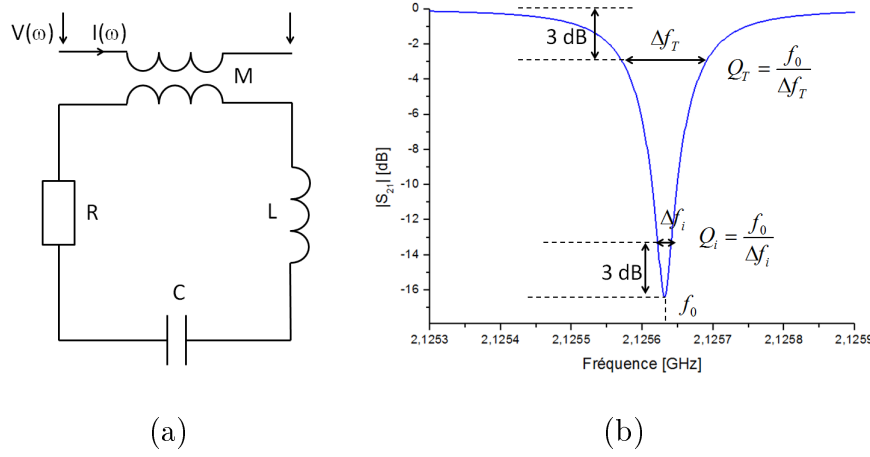 V(ω)
I(ω)
M
R
L
C
(a)
0
-2
-4
-6
-8
-10
-12
-14
-16
|S21| [dB]
3 dB
Δf_T
Q_T = f_0 / Δf_T
Δf_i
Q_i = f_0 / Δf_i
3 dB
f_0
2,1253 2,1254 2,1255 2,1256 2,1257 2,1258 2,1259
Fréquence [GHz]
(b)